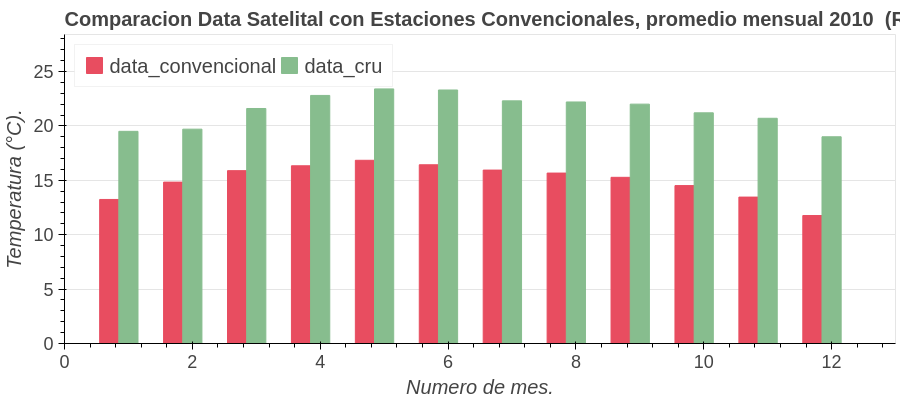 Comparacion Data Satelital con Estaciones Convencionales, promedio mensual 2010 (R
data_convencional data_cru
25
20
15
10
5
0
Temperatura (°C).
0 2 4 6 8 10 12
Numero de mes.